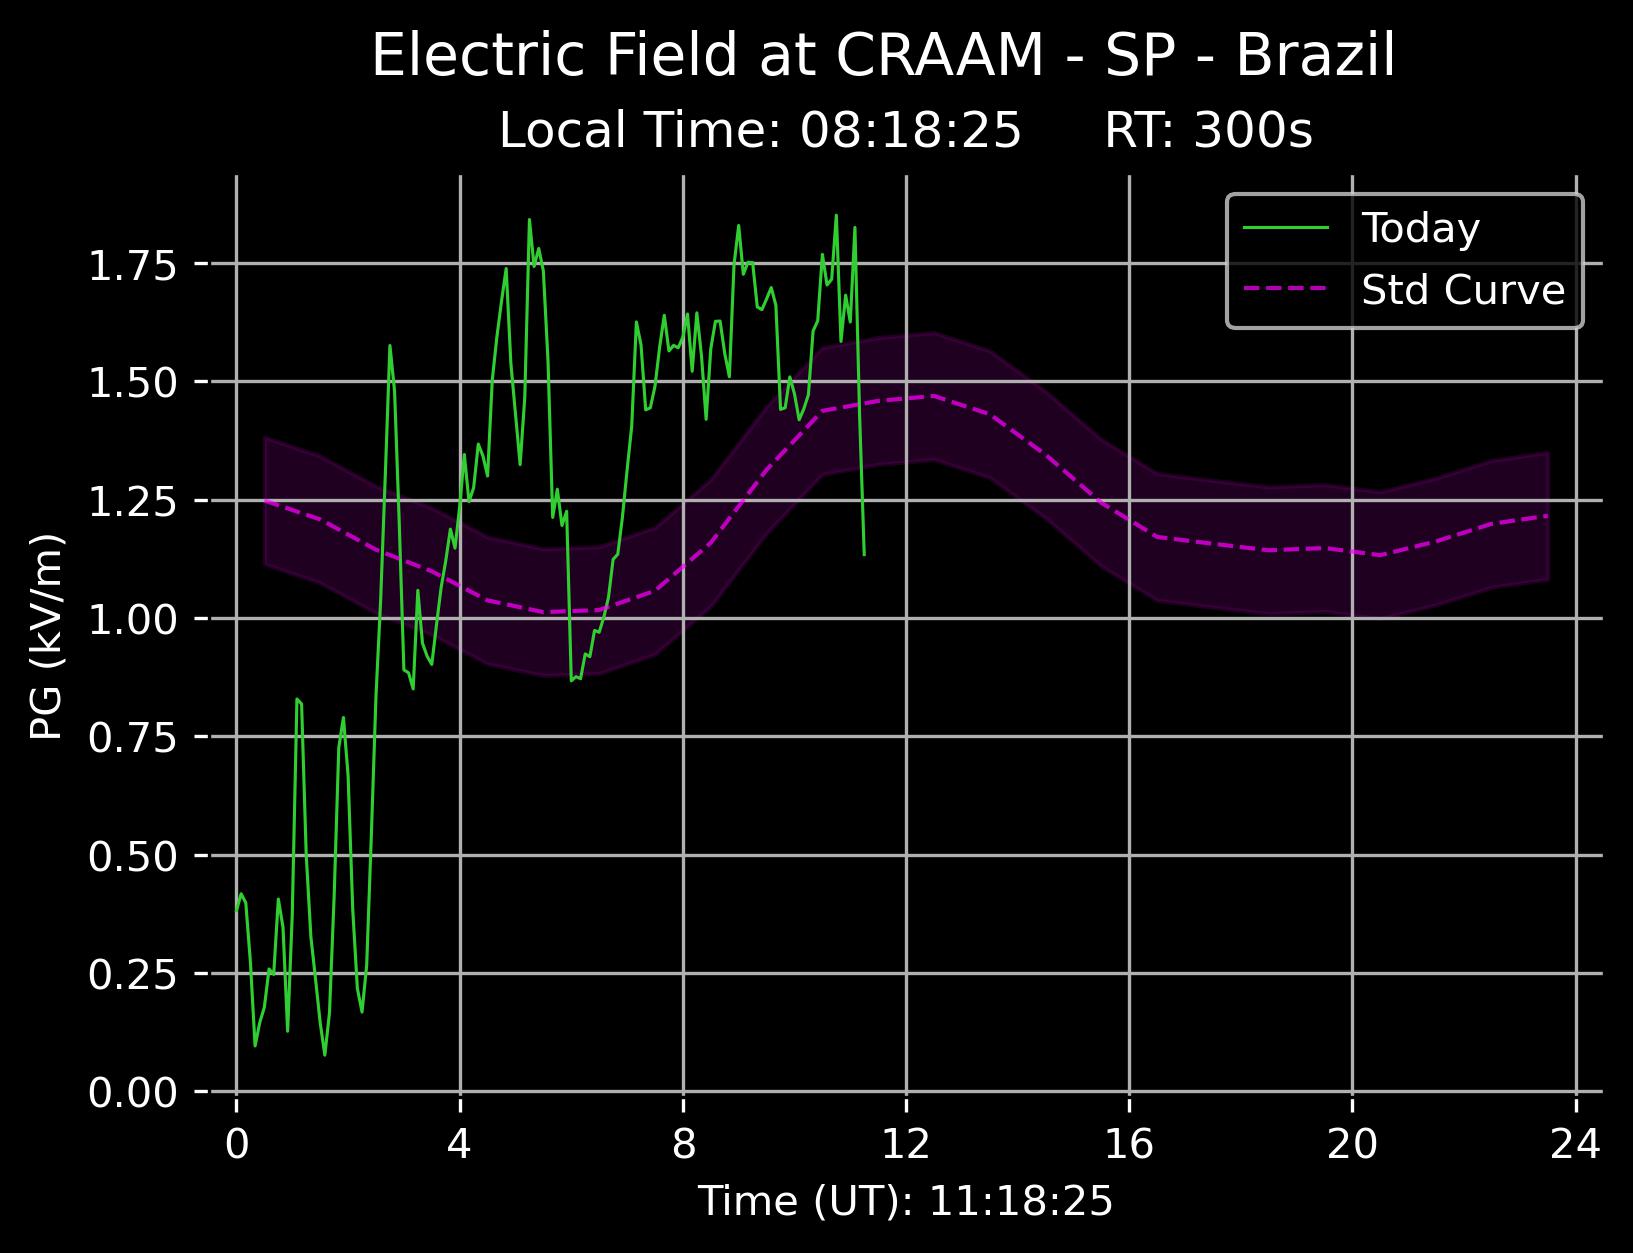 Electric Field at CRAAM - SP - Brazil
Local Time: 08:18:25 RT: 300s
Today
Std Curve
PG (kV/m)
1.75
1.50
1.25
1.00
0.75
0.50
0.25
0.00
0 4 8 12 16 20 24
Time (UT): 11:18:25